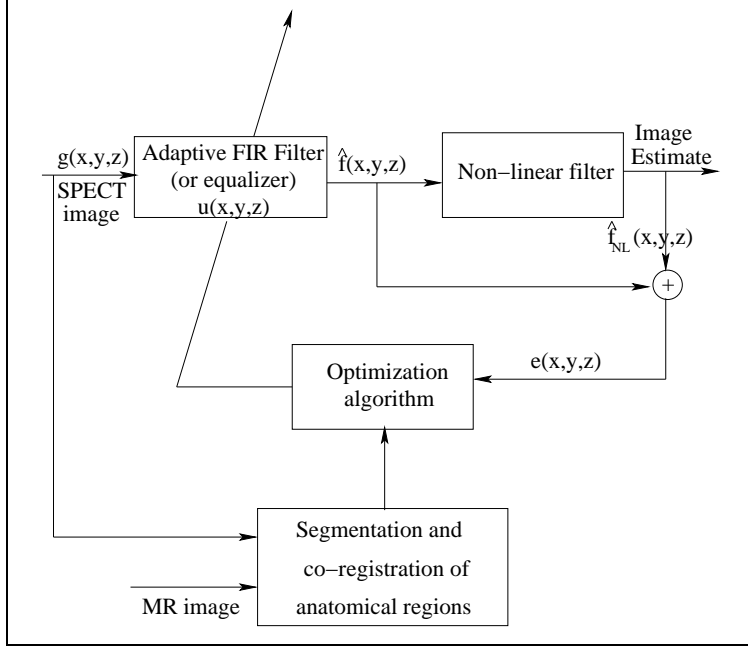 g(x,y,z)
SPECT
image
Adaptive FIR Filter
(or equalizer)
u(x,y,z)
f̂(x,y,z)
Non−linear filter
Image
Estimate
f̂NL(x,y,z)
+
e(x,y,z)
Optimization
algorithm
Segmentation and
co−registration of
anatomical regions
MR image